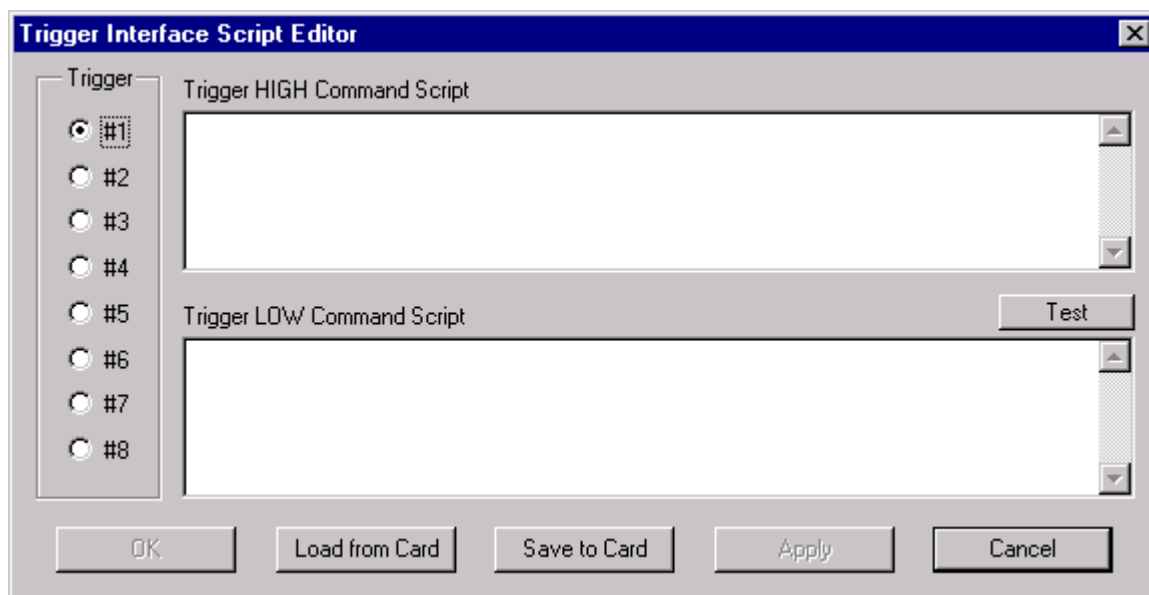 Trigger Interface Script Editor
Trigger
Trigger HIGH Command Script
#1
#2
#3
#4
#5
#6
#7
#8
Trigger LOW Command Script
Test
OK
Load from Card
Save to Card
Apply
Cancel